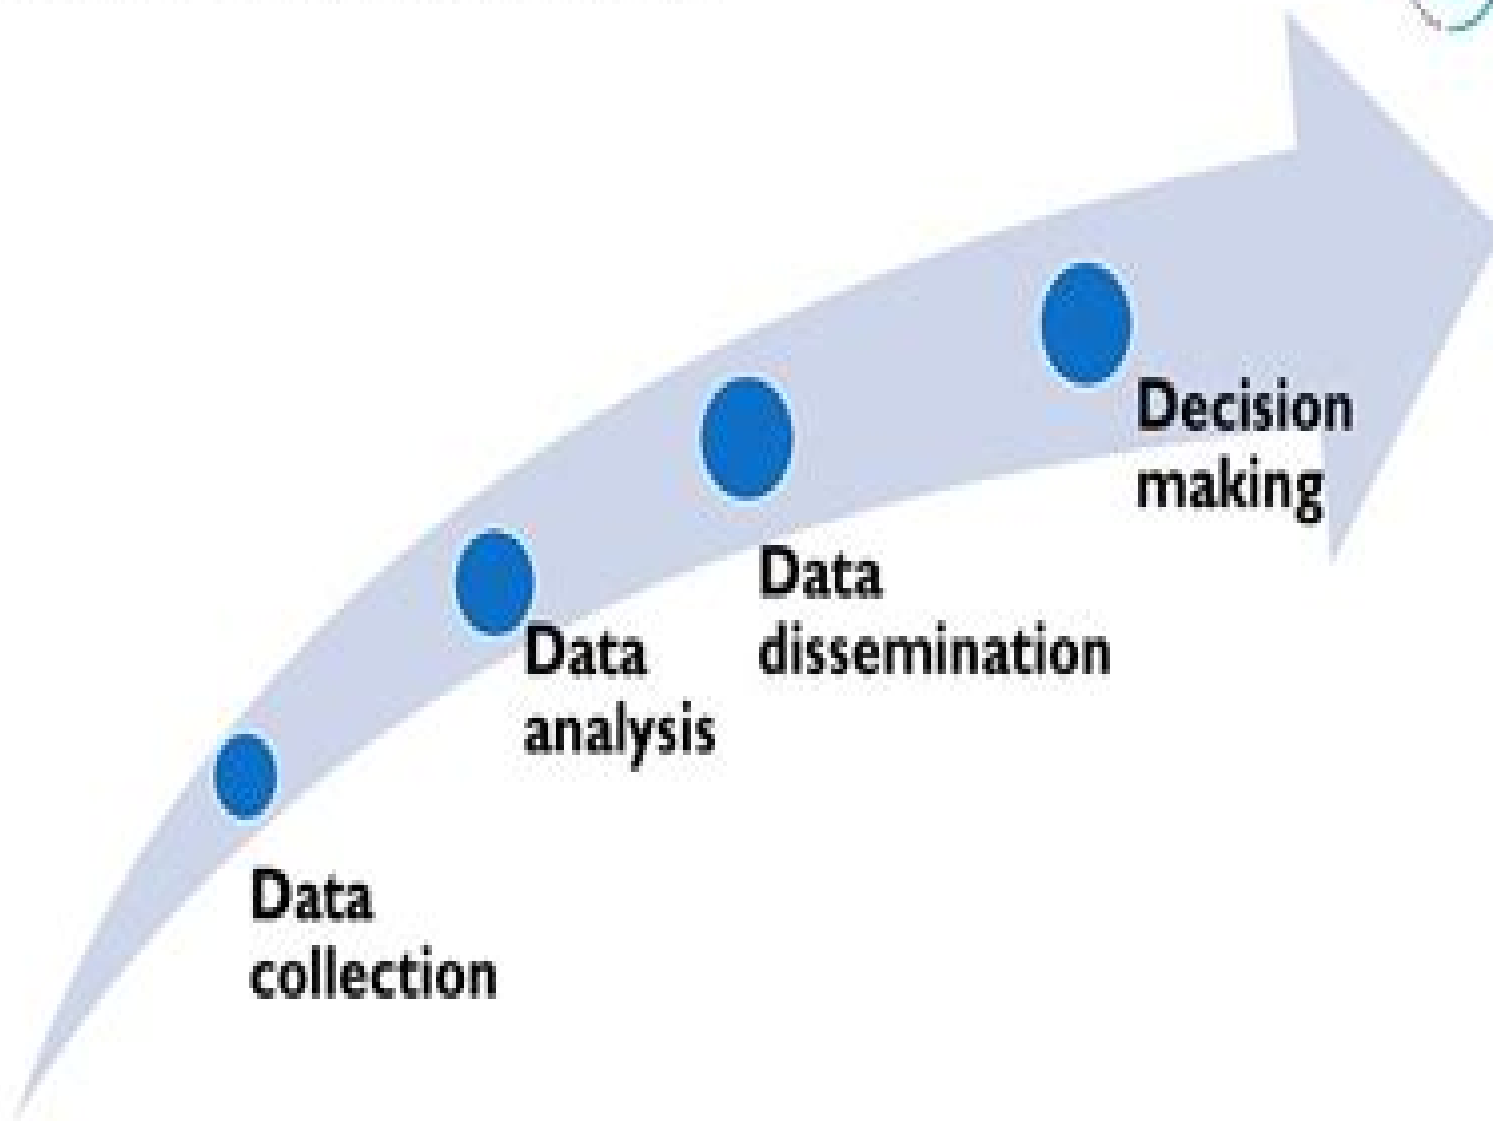 Data
collection
Data
analysis
Data
dissemination
Decision
making